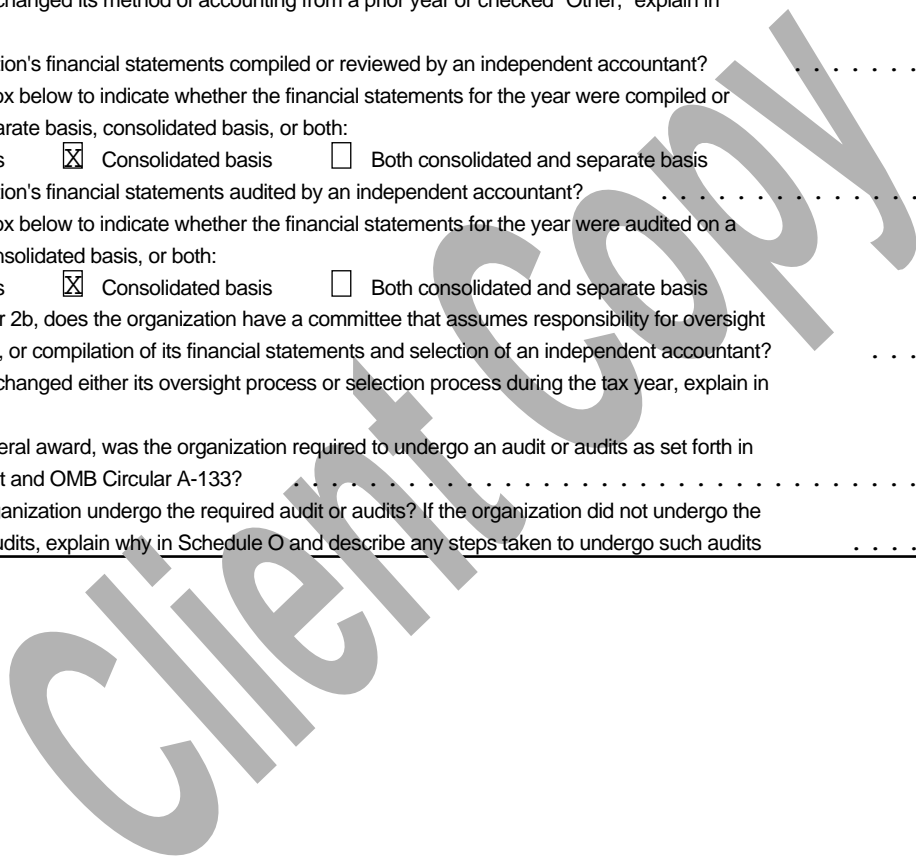 changed its method of accounting from a prior year or checked "Other," explain in
tion's financial statements compiled or reviewed by an independent accountant? . . . . . . .
ox below to indicate whether the financial statements for the year were compiled or
arate basis, consolidated basis, or both:
s X Consolidated basis Both consolidated and separate basis
tion's financial statements audited by an independent accountant? . . . . . . . . . . . . . .
ox below to indicate whether the financial statements for the year were audited on a
nsolidated basis, or both:
s X Consolidated basis Both consolidated and separate basis
r 2b, does the organization have a committee that assumes responsibility for oversight
, or compilation of its financial statements and selection of an independent accountant? . . .
changed either its oversight process or selection process during the tax year, explain in
eral award, was the organization required to undergo an audit or audits as set forth in
t and OMB Circular A-133? . . . . . . . . . . . . . . . . . . . . . . . . . . . . . . . . .
ganization undergo the required audit or audits? If the organization did not undergo the
udits, explain why in Schedule O and describe any steps taken to undergo such audits . . . .
Client Copy